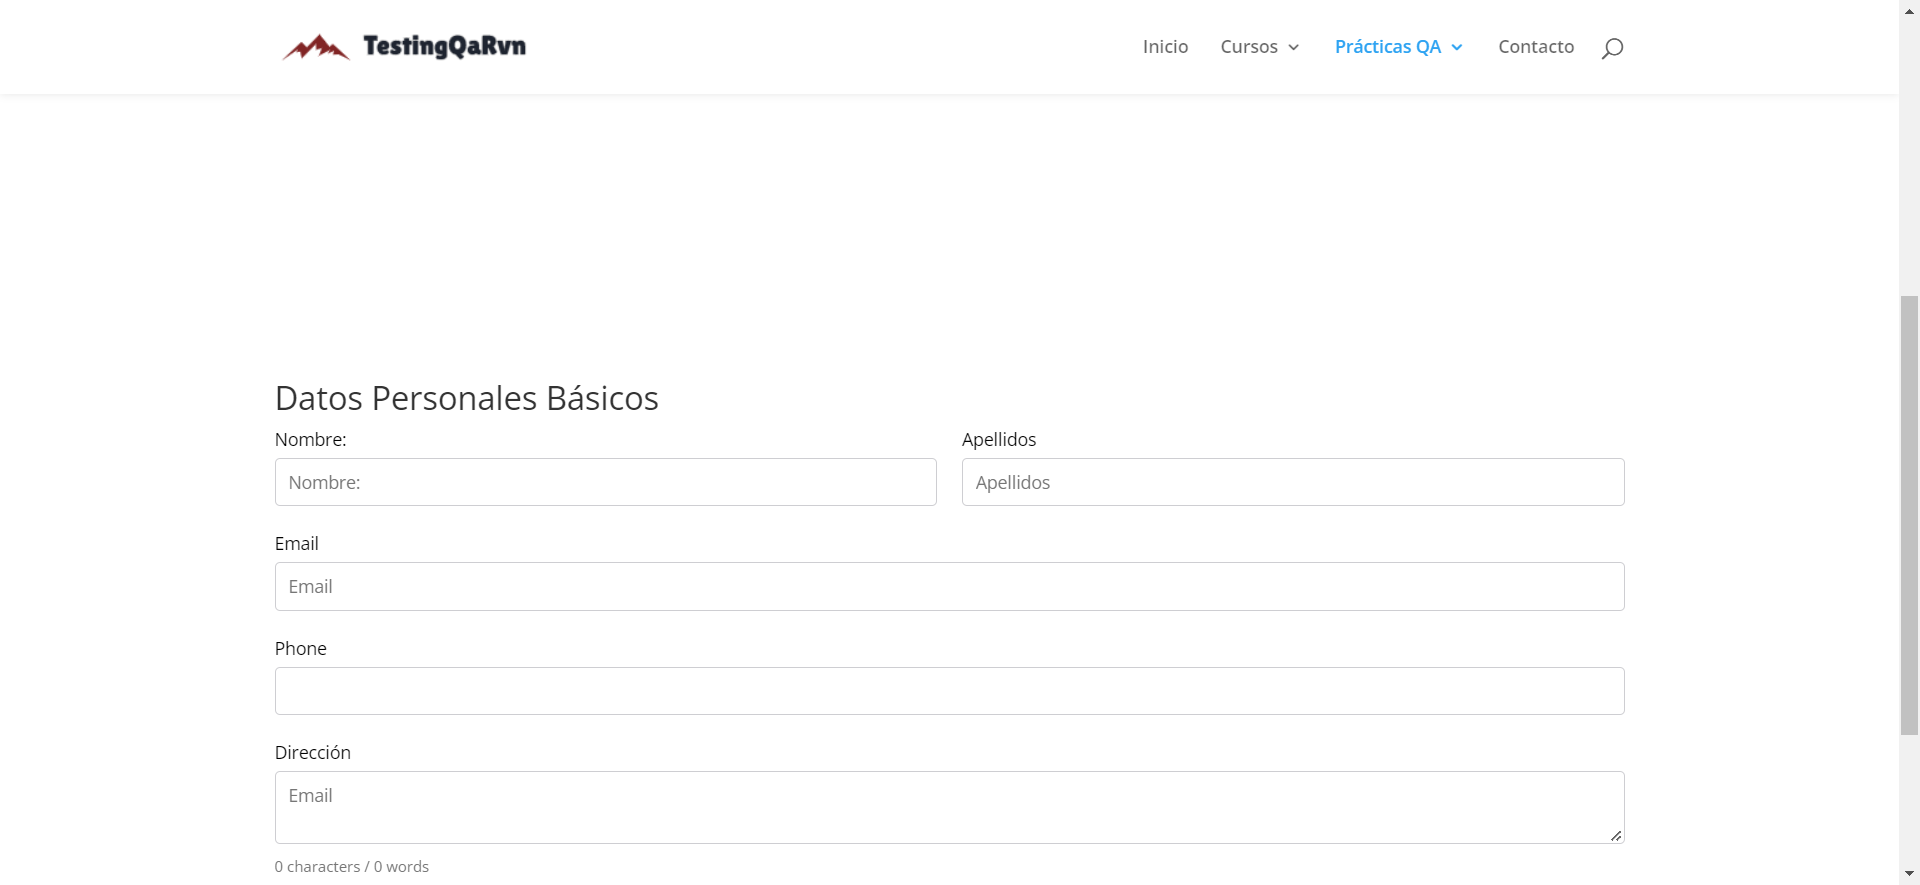 TestingQaRvn
Inicio Cursos Prácticas QA Contacto
Datos Personales Básicos
Nombre: Apellidos
Nombre: Apellidos
Email
Email
Phone
Dirección
Email
0 characters / 0 words